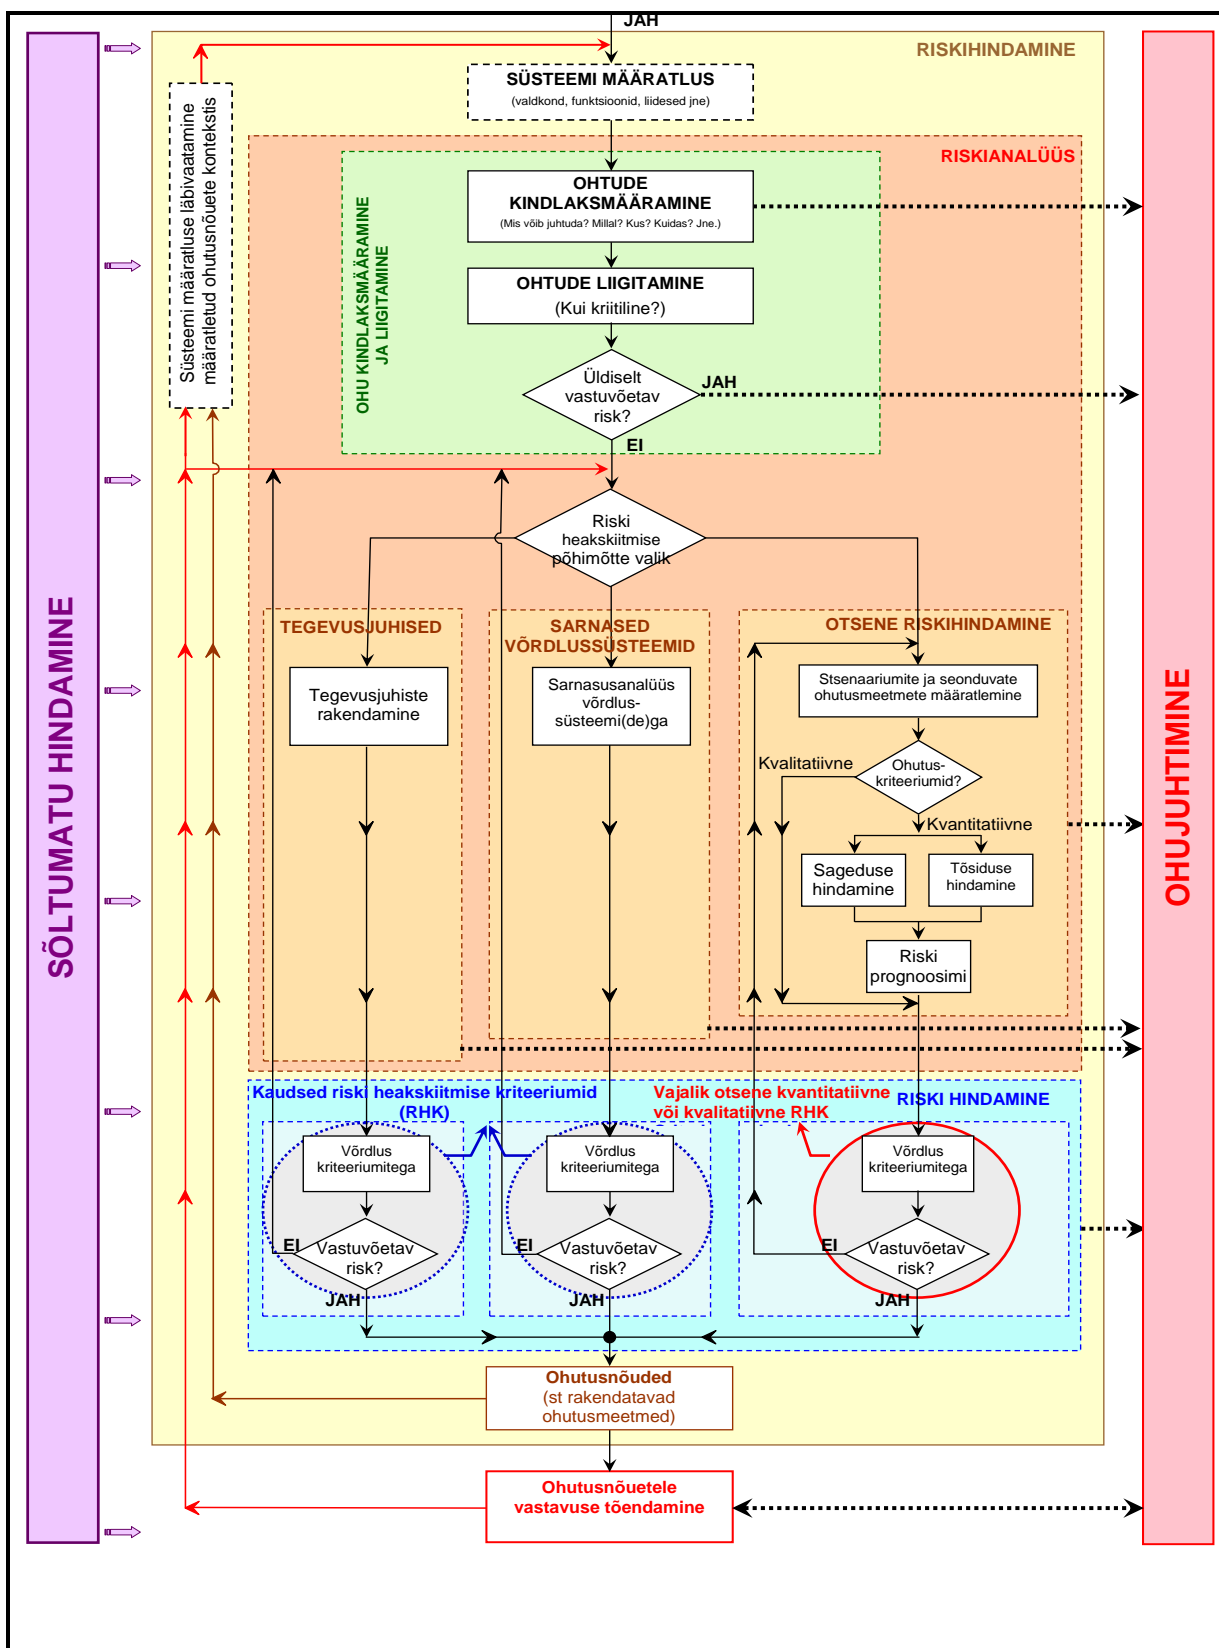 JAH
RISKIHINDAMINE
SÜSTEEMI MÄÄRATLUS
(valdkond, funktsioonid, liidesed jne)
Süsteemi määratluse läbivaatamine
määratletud ohutusnõuete kontekstis
RISKIANALÜÜS
OHU KINDLAKSMÄÄRAMINE
JA LIIGITAMINE
OHTUDE
KINDLAKSMÄÄRAMINE
(Mis võib juhtuda? Millal? Kus? Kuidas? Jne.)
OHTUDE LIIGITAMINE
(Kui kriitiline?)
Üldiselt
vastuvõetav
risk?
JAH
EI
Riski
heakskiitmise
põhimõtte valik
SÕLTUMATU HINDAMINE
OHUJUHTIMINE
TEGEVUSJUHISED
SARNASED
VÕRDLUSSÜSTEEMID
OTSENE RISKIHINDAMINE
Tegevusjuhiste
rakendamine
Sarnasusanalüüs
võrdlus-
süsteemi(de)ga
Stsenaariumite ja seonduvate
ohutusmeetmete määratlemine
Kvalitatiivne
Ohutus-
kriteeriumid?
Kvantitatiivne
Sageduse
hindamine
Tõsiduse
hindamine
Riski
prognoosimi
Kaudsed riski heakskiitmise kriteeriumid
(RHK)
Vajalik otsene kvantitatiivne
või kvalitatiivne RHK
RISKI HINDAMINE
Võrdlus
kriteeriumitega
Võrdlus
kriteeriumitega
Võrdlus
kriteeriumitega
EI
Vastuvõetav
risk?
EI
Vastuvõetav
risk?
EI
Vastuvõetav
risk?
JAH
JAH
JAH
Ohutusnõuded
(st rakendatavad
ohutusmeetmed)
Ohutusnõuetele
vastavuse tõendamine